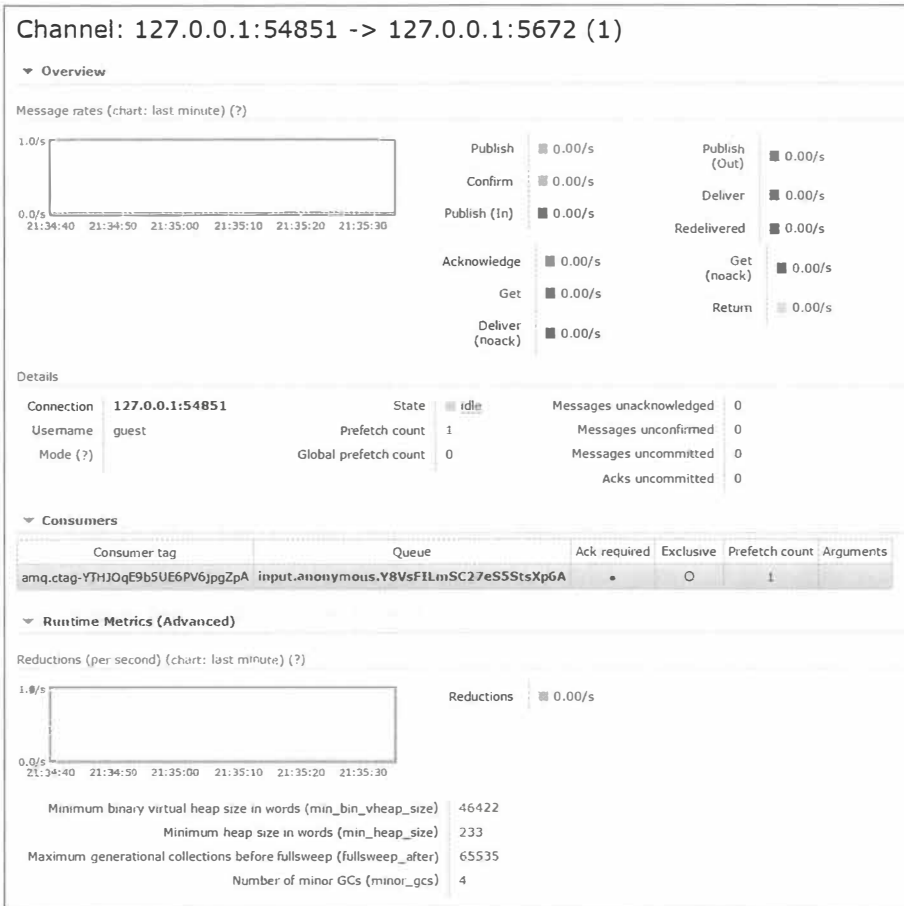 Channel: 127.0.0.1:54851 -> 127.0.0.1:5672 (1)
Overview
Message rates (chart: last minute) (?)
1.0/s
0.0/s
21:34:40 21:34:50 21:35:00 21:35:10 21:35:20 21:35:30
Publish 0.00/s
Confirm 0.00/s
Publish (In) 0.00/s
Acknowledge 0.00/s
Get 0.00/s
Deliver
(noack) 0.00/s
Publish
(Out) 0.00/s
Deliver 0.00/s
Redelivered 0.00/s
Get
(noack) 0.00/s
Return 0.00/s
Details
Connection 127.0.0.1:54851
Username guest
Mode (?)
State idle
Prefetch count 1
Global prefetch count 0
Messages unacknowledged 0
Messages unconfirmed 0
Messages uncommitted 0
Acks uncommitted 0
Consumers
Consumer tag Queue Ack required Exclusive Prefetch count Arguments
amq.ctag-YTHJOqE9b5UE6PV6jpgZpA input.anonymous.Y8VsFILmSC27eS5StsXp6A • ○ 1
Runtime Metrics (Advanced)
Reductions (per second) (chart: last minute) (?)
1.0/s
0.0/s
21:34:40 21:34:50 21:35:00 21:35:10 21:35:20 21:35:30
Reductions 0.00/s
Minimum binary virtual heap size in words (min_bin_vheap_size) 46422
Minimum heap size in words (min_heap_size) 233
Maximum generational collections before fullsweep (fullsweep_after) 65535
Number of minor GCs (minor_gcs) 4